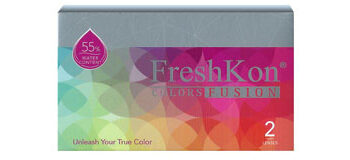 55%
WATER
CONTENT
FreshKon®
COLORS FUSION
Unleash Your True Color
2
LENSES